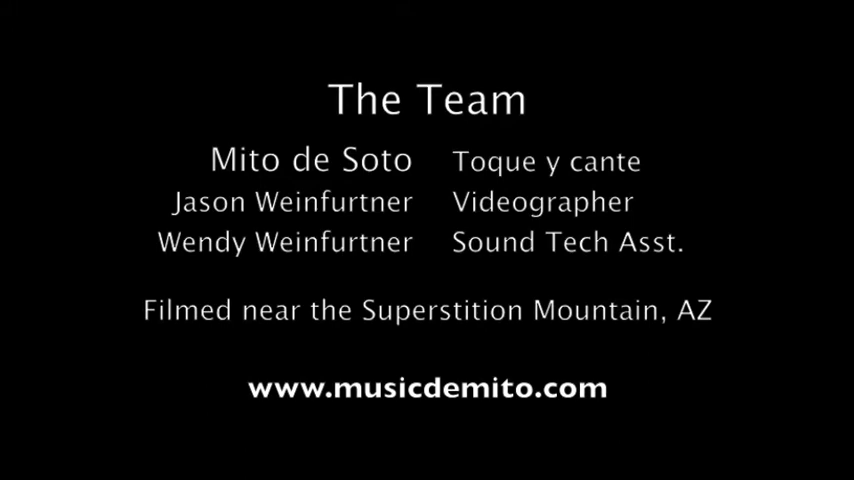 The Team
Mito de Soto Toque y cante
Jason Weinfurtner Videographer
Wendy Weinfurtner Sound Tech Asst.
Filmed near the Superstition Mountain, AZ
www.musicdemito.com